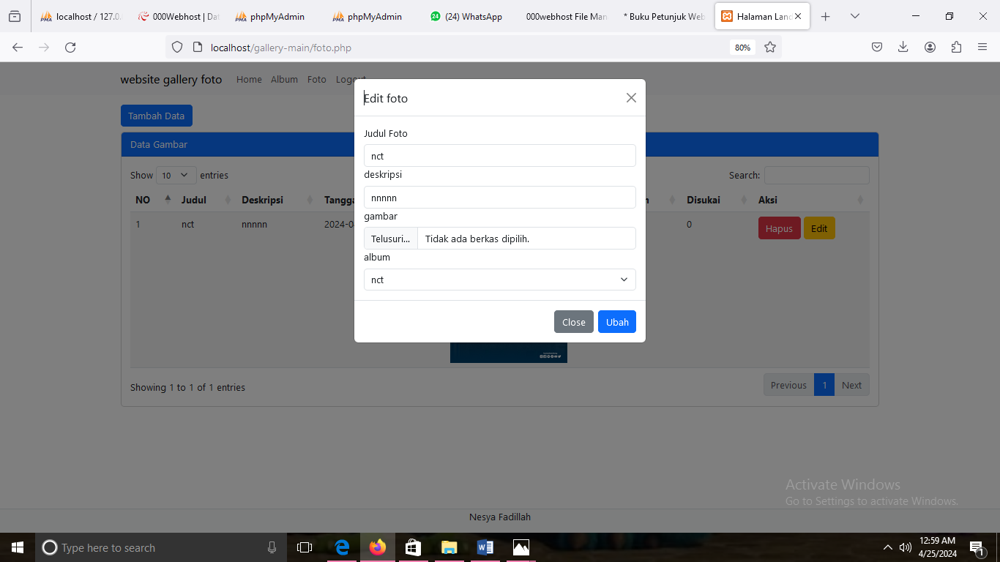 localhost / 127.0.
000Webhost | Dat
phpMyAdmin
phpMyAdmin
24
(24) WhatsApp
000webhost File Man
* Buku Petunjuk Web
Halaman Land
localhost/gallery-main/foto.php
80%
website gallery foto
Home
Album
Foto
Logout
Edit foto
Tambah Data
Judul Foto
Data Gambar
nct
Show 10 entries
Search:
deskripsi
NO
Judul
Deskripsi
Tangga
Disukai
Aksi
nnnnn
gambar
1
nct
nnnnn
2024-0
0
Hapus
Edit
Telusuri...
Tidak ada berkas dipilih.
album
nct
Close
Ubah
Showing 1 to 1 of 1 entries
Previous
1
Next
Activate Windows
Go to Settings to activate Windows.
Nesya Fadillah
Type here to search
12:59 AM
4/25/2024
1